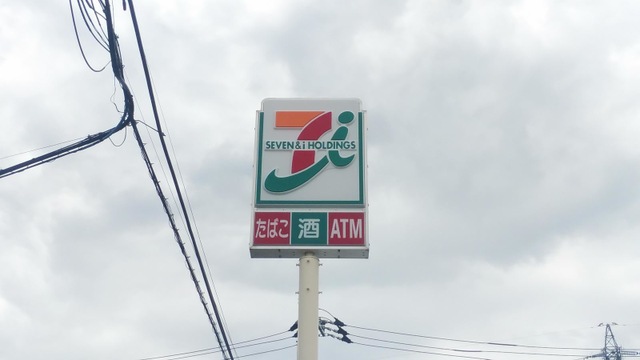 SEVEN & i HOLDINGS
たばこ 酒 ATM